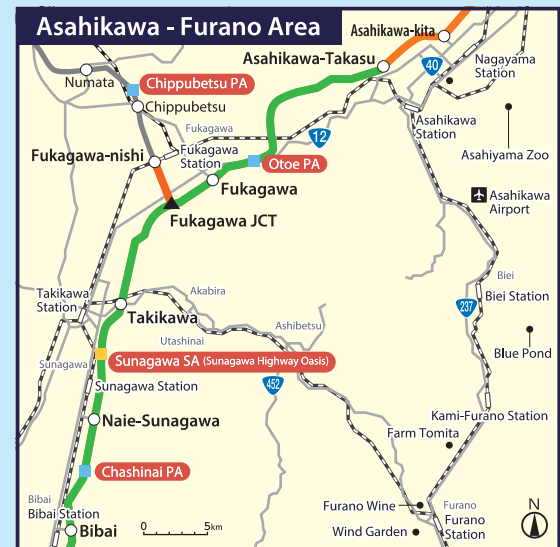 Asahikawa - Furano Area
Asahikawa-kita
Asahikawa-Takasu
40
Nagayama
Station
Numata
Chippubetsu PA
Chippubetsu
Asahikawa
Station
Fukagawa
12
Fukagawa-nishi
Fukagawa
Station
Otoe PA
Asahiyama Zoo
Fukagawa
Asahikawa
Airport
Fukagawa JCT
Biei
Takikawa
Station
Akabira
Biei Station
Takikawa
237
Ashibetsu
Utashinai
Blue Pond
Sunagawa
Sunagawa SA (Sunagawa Highway Oasis)
Sunagawa Station
452
Kami-Furano Station
Naie-Sunagawa
Farm Tomita
Chashinai PA
Bibai
Bibai Station
Furano Wine
Furano
Furano
Station
N
Bibai
0
5km
Wind Garden